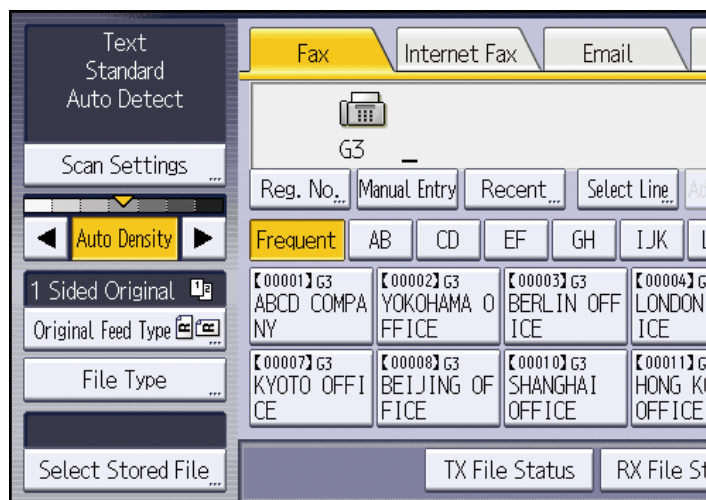 Text
Standard
Auto Detect
Scan Settings
Auto Density
1 Sided Original
Original Feed Type
File Type
Select Stored File
Fax
Internet Fax
Email
G3 _
Reg. No.
Manual Entry
Recent
Select Line
Frequent
AB
CD
EF
GH
IJK
【00001】G3
ABCD COMPA
NY
【00002】G3
YOKOHAMA O
FFICE
【00003】G3
BERLIN OFF
ICE
【00004】G
LONDON
ICE
【00007】G3
KYOTO OFFI
CE
【00008】G3
BEIJING OF
FICE
【00010】G3
SHANGHAI
OFFICE
【00011】G
HONG K
OFFICE
TX File Status
RX File St